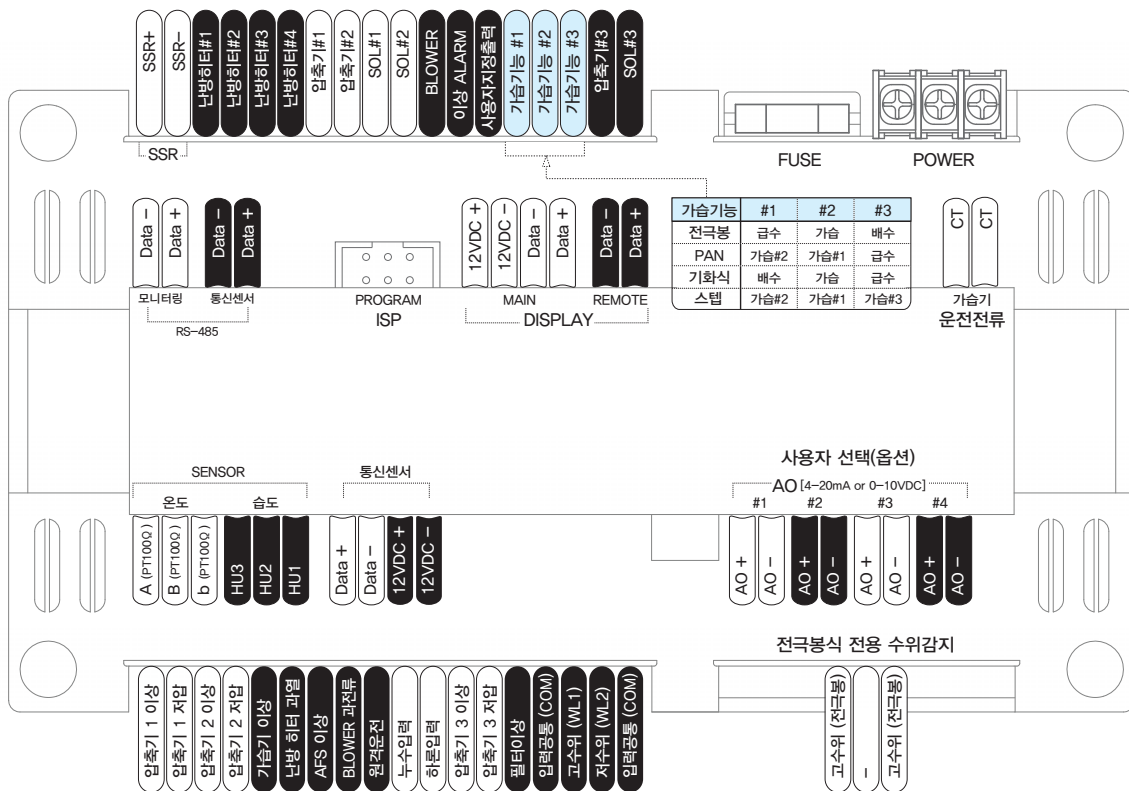 SSR+
SSR−
난방히터#1
난방히터#2
난방히터#3
난방히터#4
압축기#1
압축기#2
SOL#1
SOL#2
BLOWER
이상 ALARM
사용자지정출력
가습기능 #1
가습기능 #2
가습기능 #3
압축기#3
SOL#3
SSR
FUSE
POWER
Data −
Data +
Data −
Data +
12VDC +
12VDC −
Data −
Data +
Data −
Data +
가습기능 #1 #2 #3
전극봉 급수 가습 배수
PAN 가습#2 가습#1 급수
기화식 배수 가습 급수
스텝 가습#2 가습#1 가습#3
CT
CT
모니터링
통신센서
RS−485
PROGRAM
ISP
MAIN
REMOTE
DISPLAY
가습기
운전전류
SENSOR
온도
습도
통신센서
사용자 선택(옵션)
AO [4−20mA or 0−10VDC]
#1 #2 #3 #4
A (PT100Ω)
B (PT100Ω)
b (PT100Ω)
HU3
HU2
HU1
Data +
Data −
12VDC +
12VDC −
AO +
AO −
AO +
AO −
AO +
AO −
AO +
AO −
전극봉식 전용 수위감지
압축기 1 이상
압축기 1 저압
압축기 2 이상
압축기 2 저압
가습기 이상
난방 히터 과열
AFS 이상
BLOWER 과전류
원격운전
누수입력
하론입력
압축기 3 이상
압축기 3 저압
필터이상
입력공통 (COM)
고수위 (WL1)
저수위 (WL2)
입력공통 (COM)
고수위 (전극봉)
−
고수위 (전극봉)